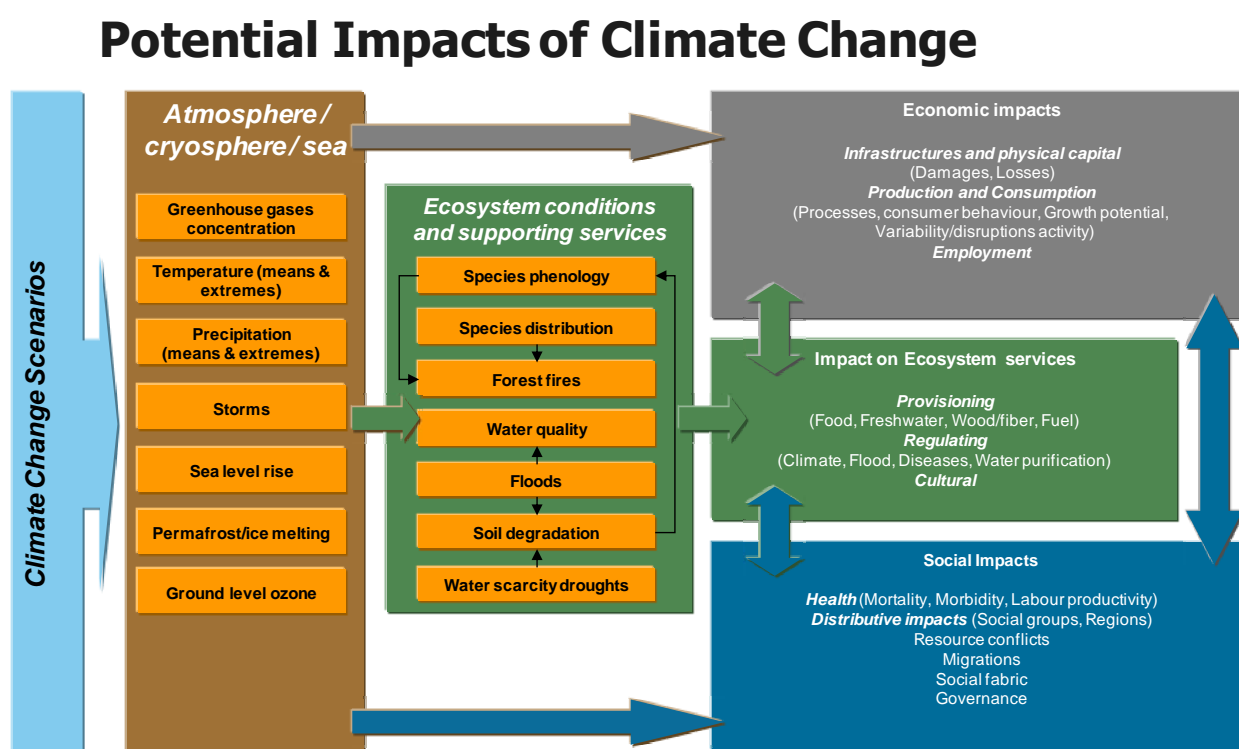 Potential Impacts of Climate Change
Climate Change Scenarios
Atmosphere /
cryosphere / sea
Greenhouse gases
concentration
Temperature (means &
extremes)
Precipitation
(means & extremes)
Storms
Sea level rise
Permafrost/ice melting
Ground level ozone
Ecosystem conditions
and supporting services
Species phenology
Species distribution
Forest fires
Water quality
Floods
Soil degradation
Water scarcity droughts
Economic impacts
Infrastructures and physical capital
(Damages, Losses)
Production and Consumption
(Processes, consumer behaviour, Growth potential,
Variability/disruptions activity)
Employment
Impact on Ecosystem services
Provisioning
(Food, Freshwater, Wood/fiber, Fuel)
Regulating
(Climate, Flood, Diseases, Water purification)
Cultural
Social Impacts
Health (Mortality, Morbidity, Labour productivity)
Distributive impacts (Social groups, Regions)
Resource conflicts
Migrations
Social fabric
Governance